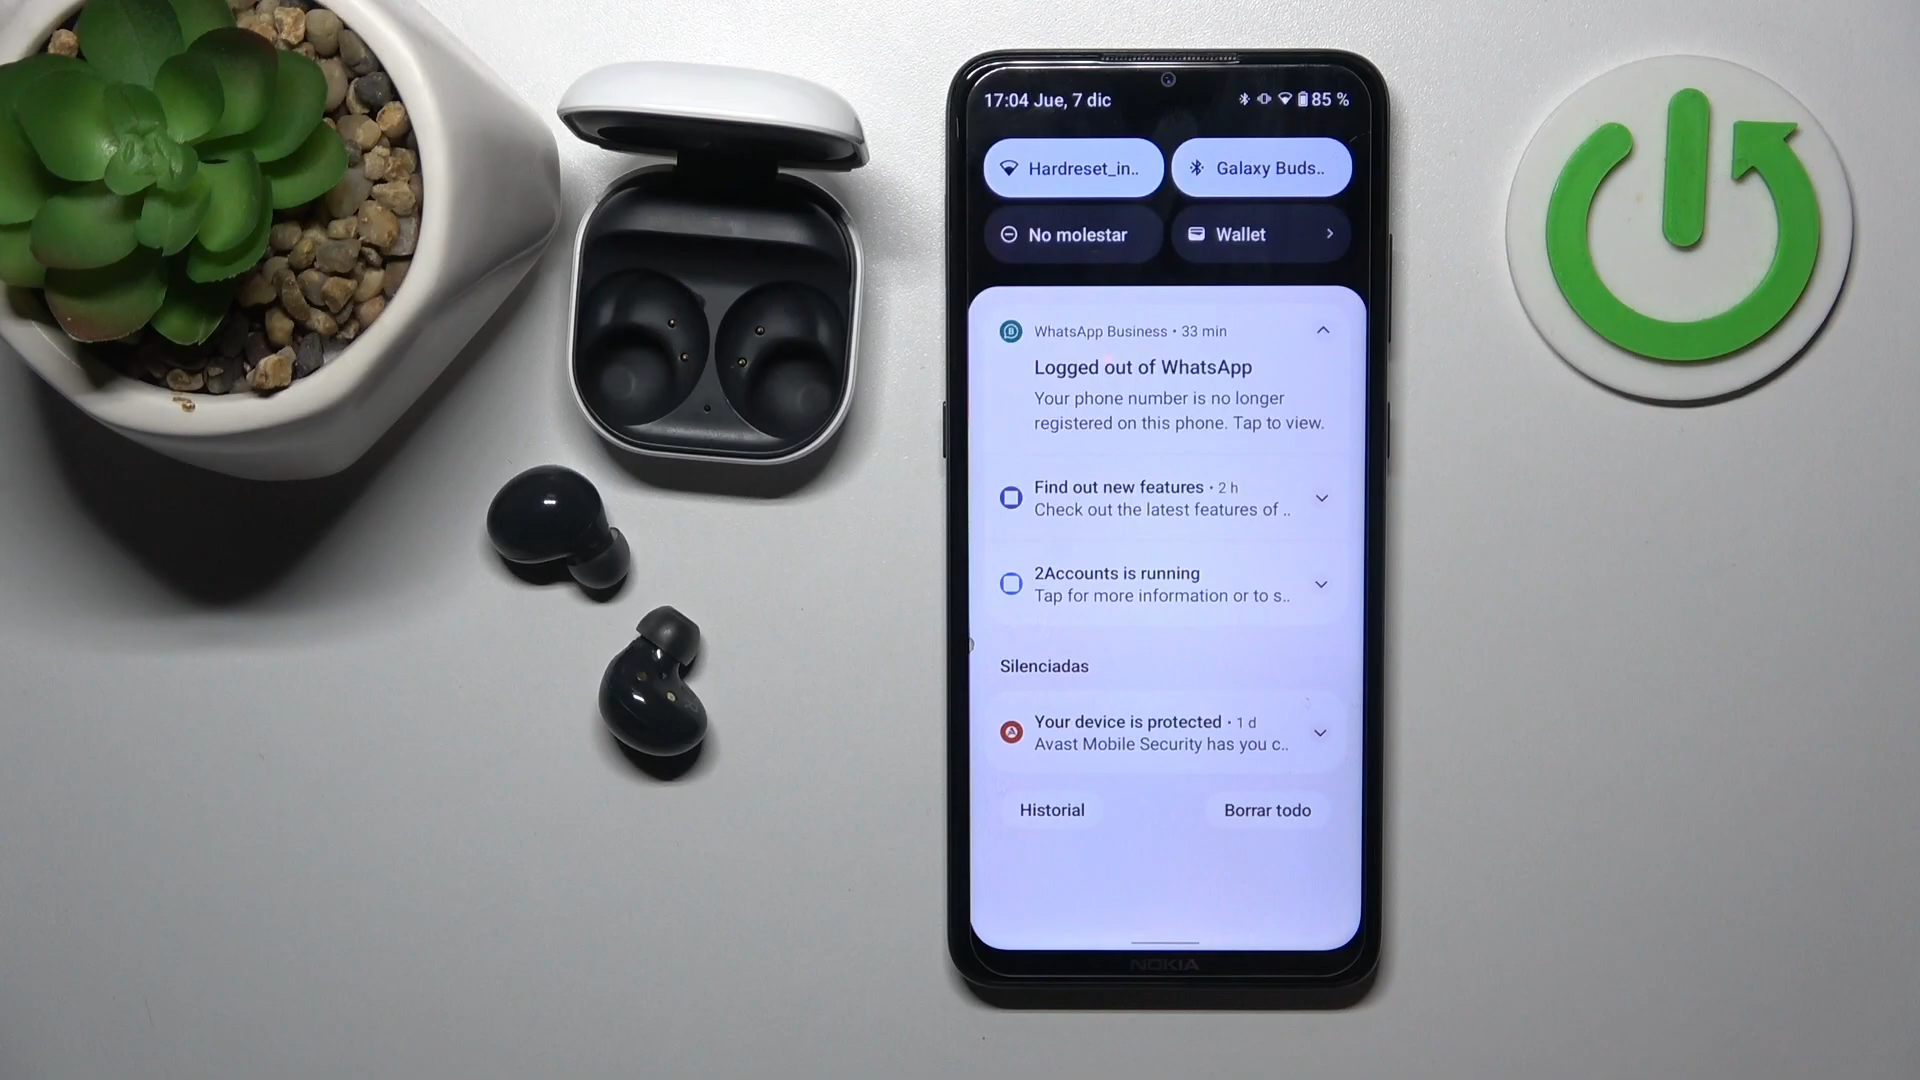 17:04 Jue, 7 dic
85 %
Hardreset_in..
Galaxy Buds..
No molestar
Wallet
WhatsApp Business • 33 min
Logged out of WhatsApp
Your phone number is no longer
registered on this phone. Tap to view.
Find out new features • 2 h
Check out the latest features of ..
2Accounts is running
Tap for more information or to s..
Silenciadas
Your device is protected • 1 d
Avast Mobile Security has you c..
Historial
Borrar todo
NOKIA